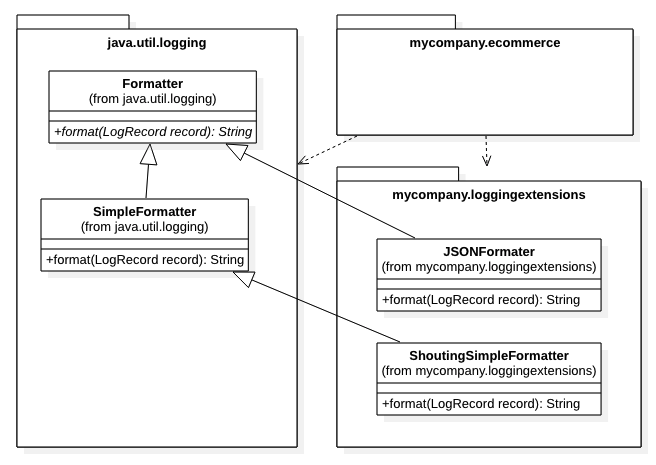 java.util.logging
Formatter
(from java.util.logging)
+format(LogRecord record): String
SimpleFormatter
(from java.util.logging)
+format(LogRecord record): String
mycompany.ecommerce
mycompany.loggingextensions
JSONFormater
(from mycompany.loggingextensions)
+format(LogRecord record): String
ShoutingSimpleFormatter
(from mycompany.loggingextensions)
+format(LogRecord record): String